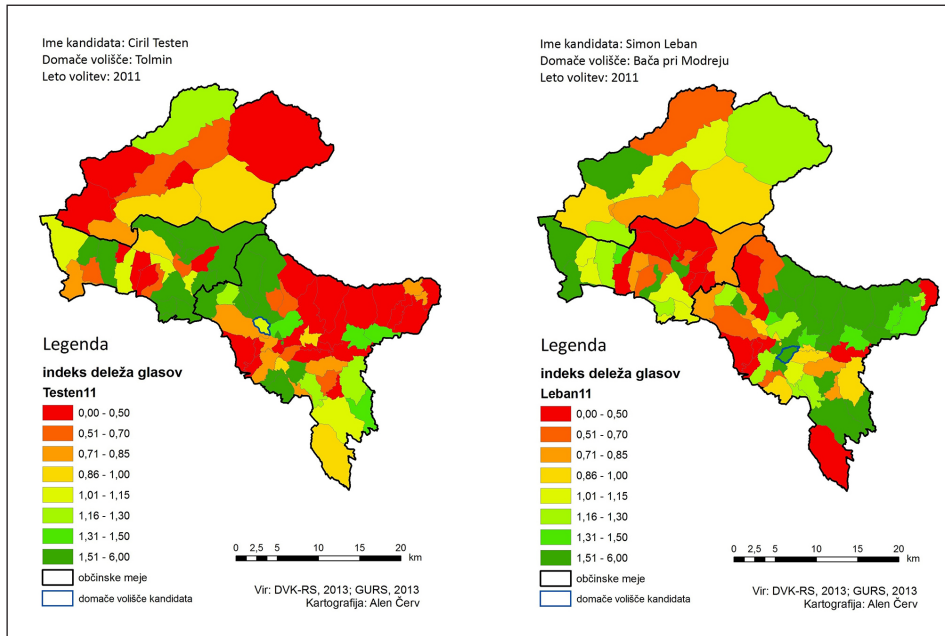 Ime kandidata: Ciril Testen
Domače volišče: Tolmin
Leto volitev: 2011
Legenda
indeks deleža glasov
Testen11
0,00 - 0,50
0,51 - 0,70
0,71 - 0,85
0,86 - 1,00
1,01 - 1,15
1,16 - 1,30
1,31 - 1,50
1,51 - 6,00
občinske meje
domače volišče kandidata
0 2,5 5 10 15 20
km
Vir: DVK-RS, 2013; GURS, 2013
Kartografija: Alen Červ
Ime kandidata: Simon Leban
Domače volišče: Bača pri Modreju
Leto volitev: 2011
Legenda
indeks deleža glasov
Leban11
0,00 - 0,50
0,51 - 0,70
0,71 - 0,85
0,86 - 1,00
1,01 - 1,15
1,16 - 1,30
1,31 - 1,50
1,51 - 6,00
občinske meje
domače volišče kandidata
0 2,5 5 10 15 20
km
Vir: DVK-RS, 2013; GURS, 2013
Kartografija: Alen Červ